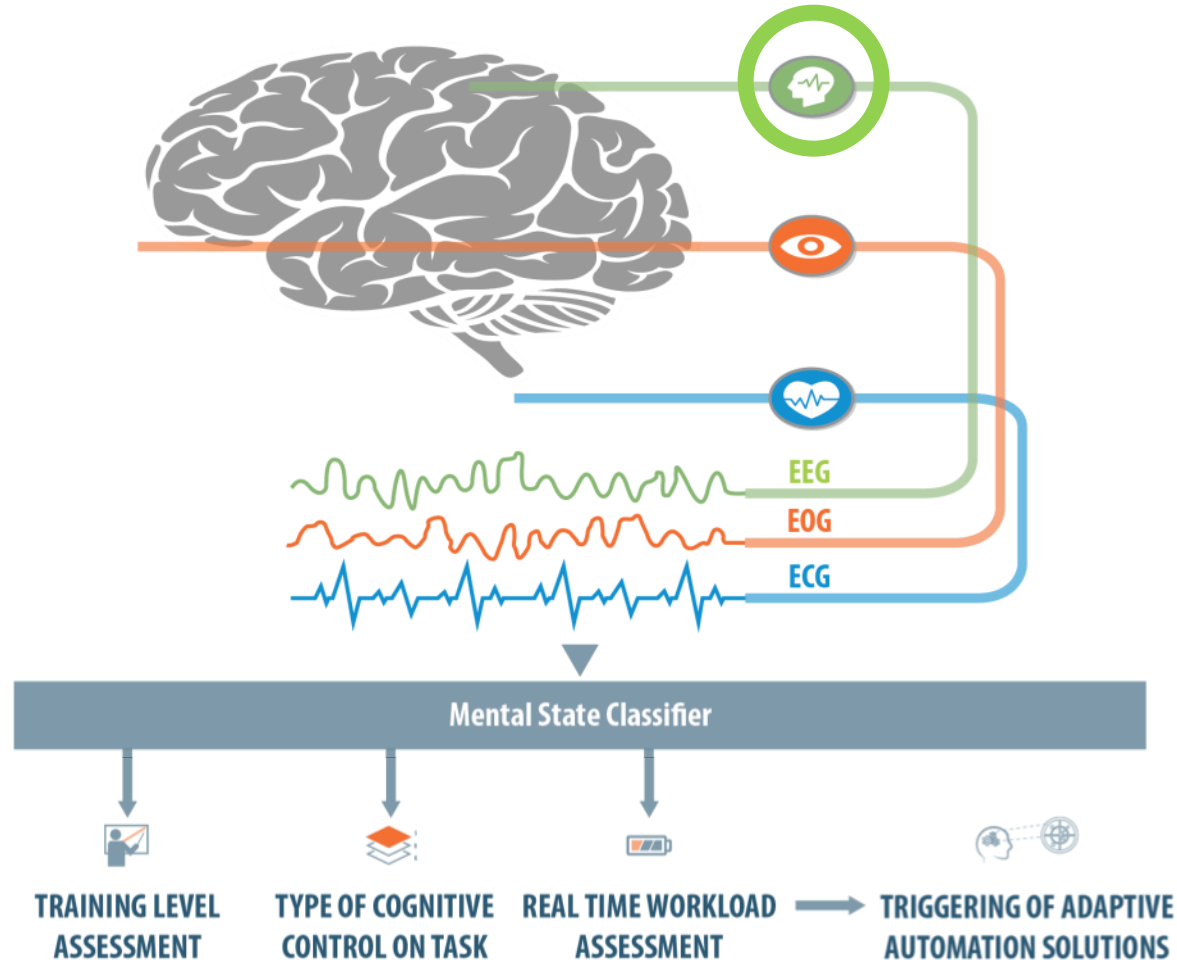 EEG
EOG
ECG
Mental State Classifier
TRAINING LEVEL
ASSESSMENT
TYPE OF COGNITIVE
CONTROL ON TASK
REAL TIME WORKLOAD
ASSESSMENT
TRIGGERING OF ADAPTIVE
AUTOMATION SOLUTIONS